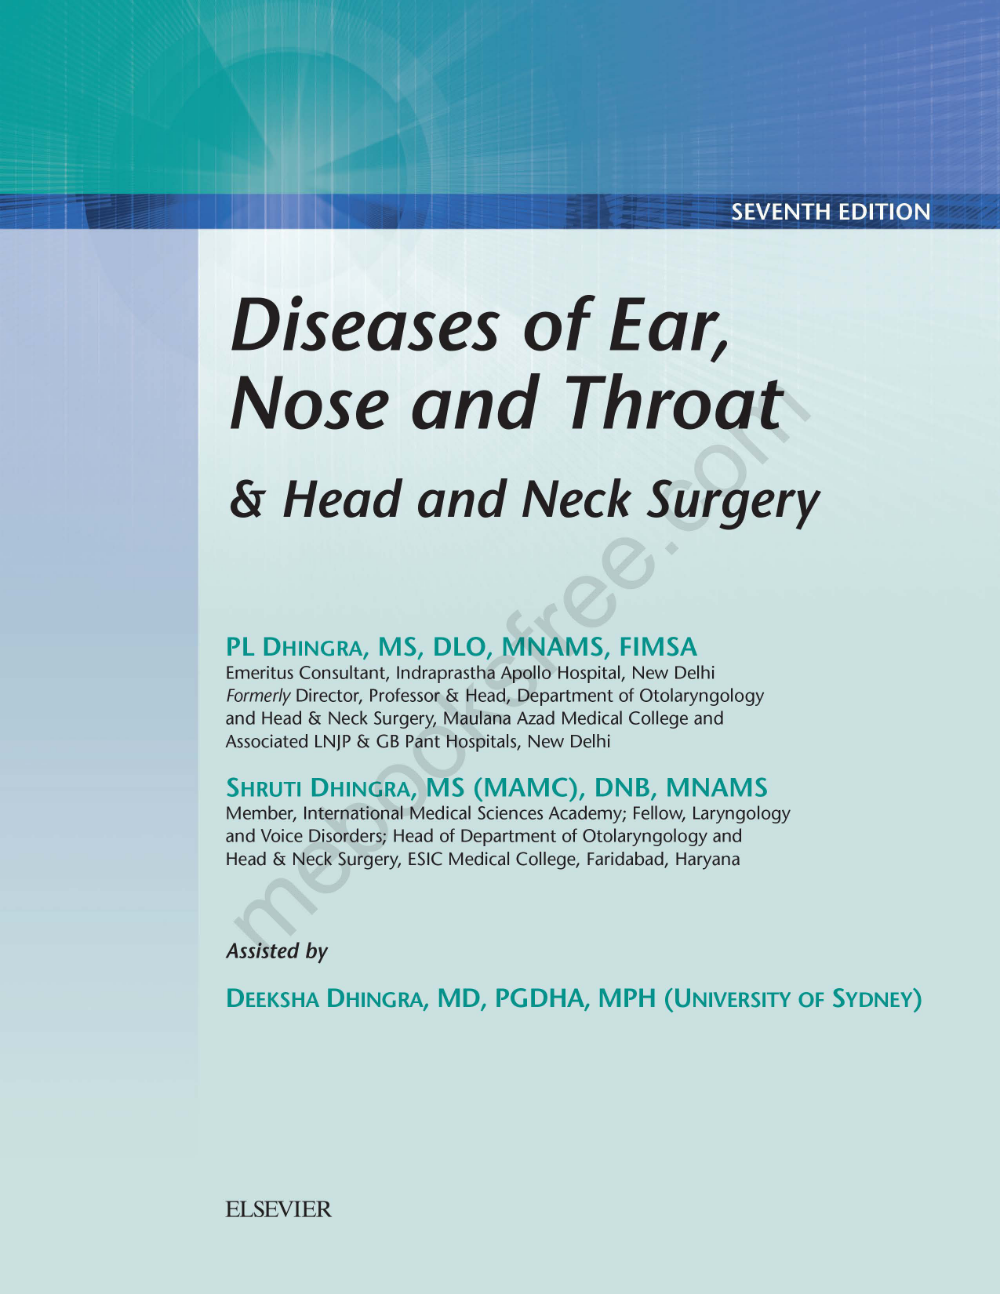 SEVENTH EDITION
Diseases of Ear,
Nose and Throat
& Head and Neck Surgery
PL DHINGRA, MS, DLO, MNAMS, FIMSA
Emeritus Consultant, Indraprastha Apollo Hospital, New Delhi
Formerly Director, Professor & Head, Department of Otolaryngology
and Head & Neck Surgery, Maulana Azad Medical College and
Associated LNJP & GB Pant Hospitals, New Delhi
SHRUTI DHINGRA, MS (MAMC), DNB, MNAMS
Member, International Medical Sciences Academy; Fellow, Laryngology
and Voice Disorders; Head of Department of Otolaryngology and
Head & Neck Surgery, ESIC Medical College, Faridabad, Haryana
Assisted by
DEEKSHA DHINGRA, MD, PGDHA, MPH (UNIVERSITY OF SYDNEY)
ELSEVIER
mebooksfree.com